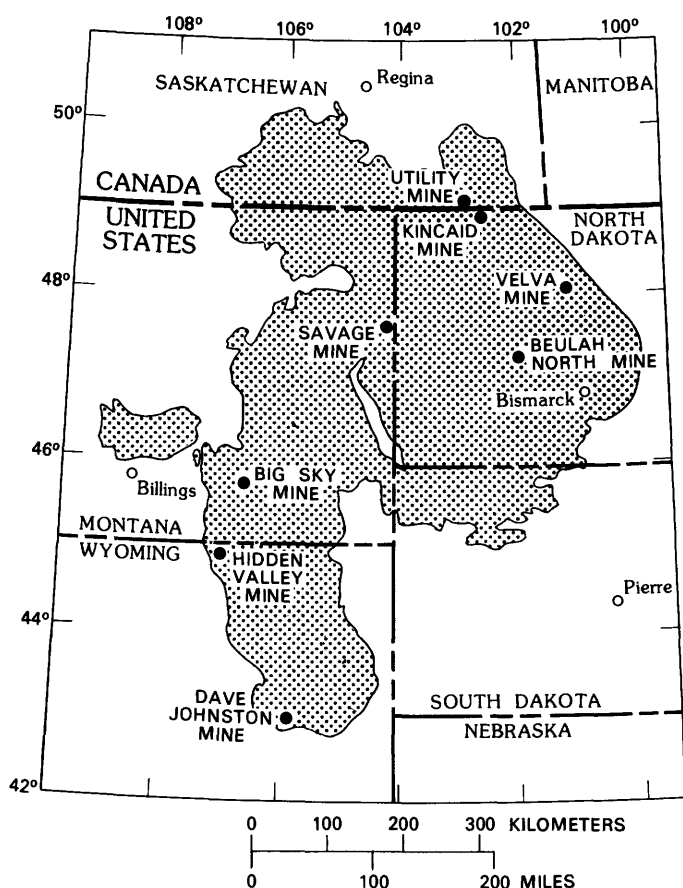 108° 106° 104° 102° 100°
SASKATCHEWAN
Regina
MANITOBA
50°
UTILITY
MINE
CANADA
UNITED
STATES
KINCAID
MINE
NORTH
DAKOTA
48°
VELVA
MINE
SAVAGE
MINE
BEULAH
NORTH MINE
Bismarck
46°
Billings
BIG SKY
MINE
MONTANA
WYOMING
HIDDEN
VALLEY
MINE
44°
Pierre
DAVE
JOHNSTON
MINE
SOUTH DAKOTA
NEBRASKA
42°
0 100 200 300 KILOMETERS
0 100 200 MILES